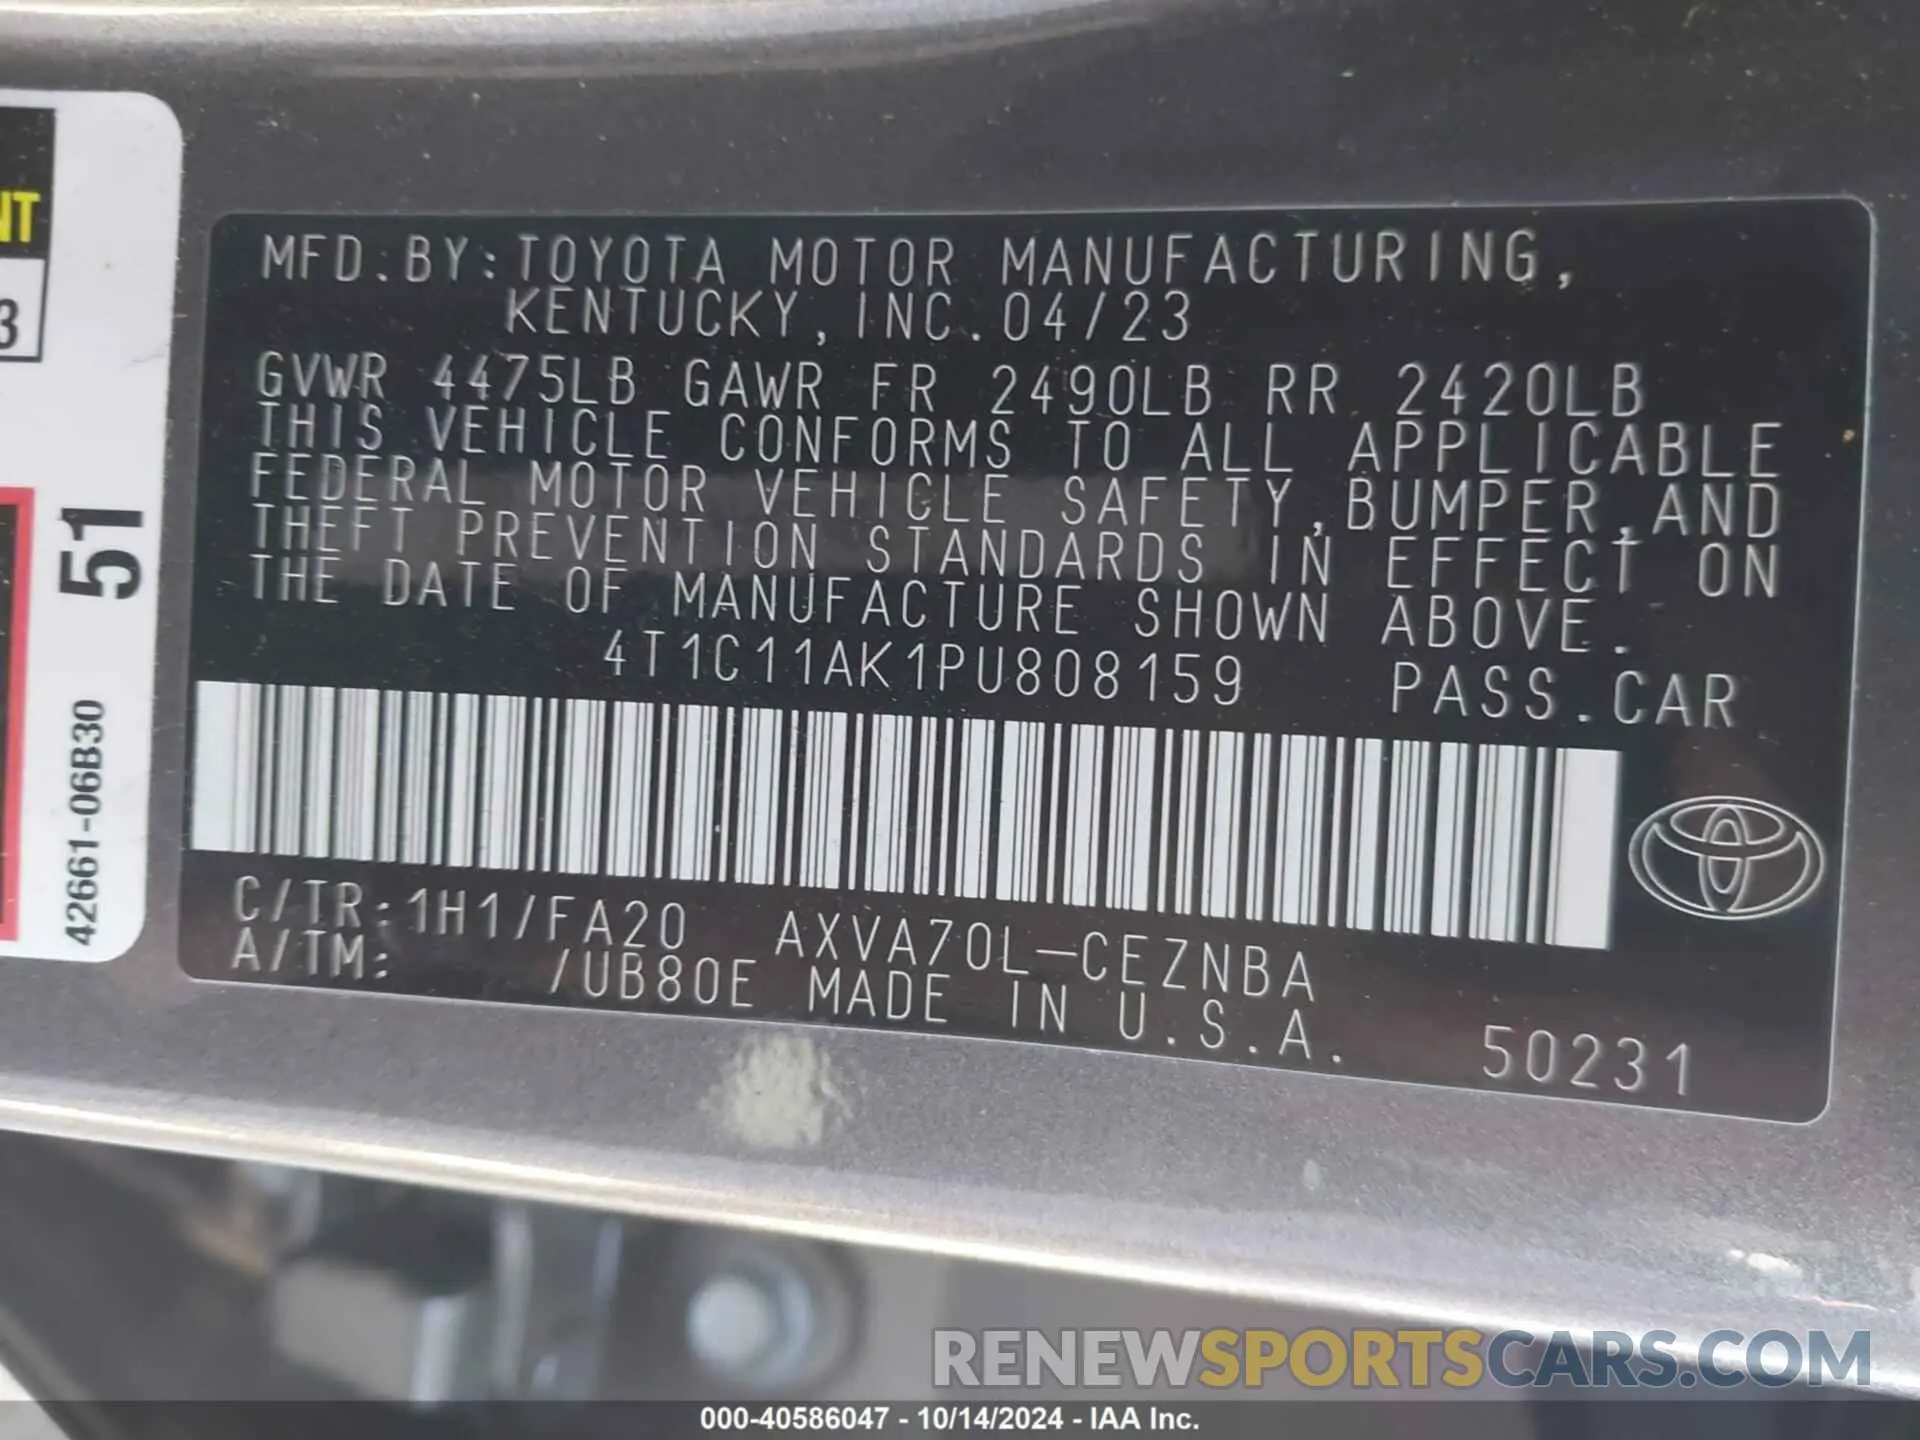 NT
3
51
42661-06B30
MFD.BY:TOYOTA MOTOR MANUFACTURING,
KENTUCKY,INC.04/23
GVWR 4475LB GAWR FR 2490LB RR 2420LB
THIS VEHICLE CONFORMS TO ALL APPLICABLE
FEDERAL MOTOR VEHICLE SAFETY,BUMPER,AND
THEFT PREVENTION STANDARDS IN EFFECT ON
THE DATE OF MANUFACTURE SHOWN ABOVE.
4T1C11AK1PU808159 PASS.CAR
C/TR:1H1/FA20 AXVA70L-CEZNBA
A/TM: /UB80E MADE IN U.S.A. 50231
RENEWSPORTSCARS.COM
000-40586047 - 10/14/2024 - IAA Inc.